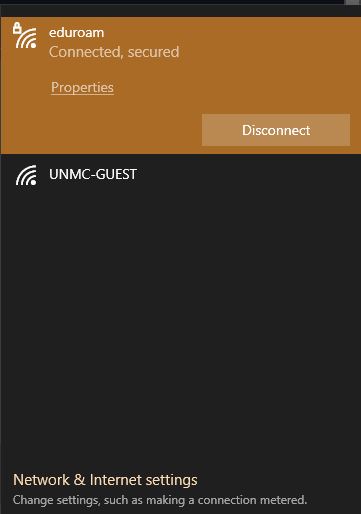 eduroam
Connected, secured
Properties
Disconnect
UNMC-GUEST
Network & Internet settings
Change settings, such as making a connection metered.